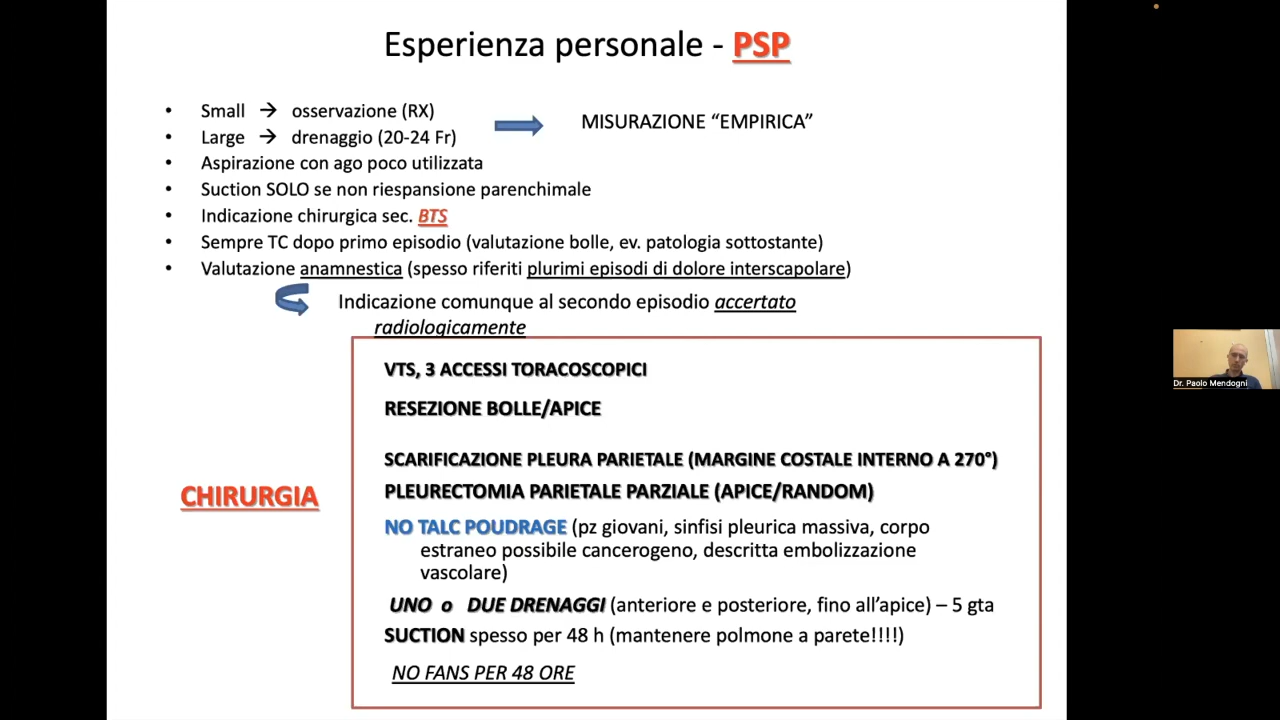 Esperienza personale - PSP
• Small → osservazione (RX)
• Large → drenaggio (20-24 Fr)
MISURAZIONE “EMPIRICA”
• Aspirazione con ago poco utilizzata
• Suction SOLO se non riespansione parenchimale
• Indicazione chirurgica sec. BTS
• Sempre TC dopo primo episodio (valutazione bolle, ev. patologia sottostante)
• Valutazione anamnestica (spesso riferiti plurimi episodi di dolore interscapolare)
Indicazione comunque al secondo episodio accertato
radiologicamente
CHIRURGIA
VTS, 3 ACCESSI TORACOSCOPICI
RESEZIONE BOLLE/APICE
SCARIFICAZIONE PLEURA PARIETALE (MARGINE COSTALE INTERNO A 270°)
PLEURECTOMIA PARIETALE PARZIALE (APICE/RANDOM)
NO TALC POUDRAGE (pz giovani, sinfisi pleurica massiva, corpo
estraneo possibile cancerogeno, descritta embolizzazione
vascolare)
UNO o DUE DRENAGGI (anteriore e posteriore, fino all’apice) – 5 gta
SUCTION spesso per 48 h (mantenere polmone a parete!!!!)
NO FANS PER 48 ORE
Dr. Paolo Mendogni